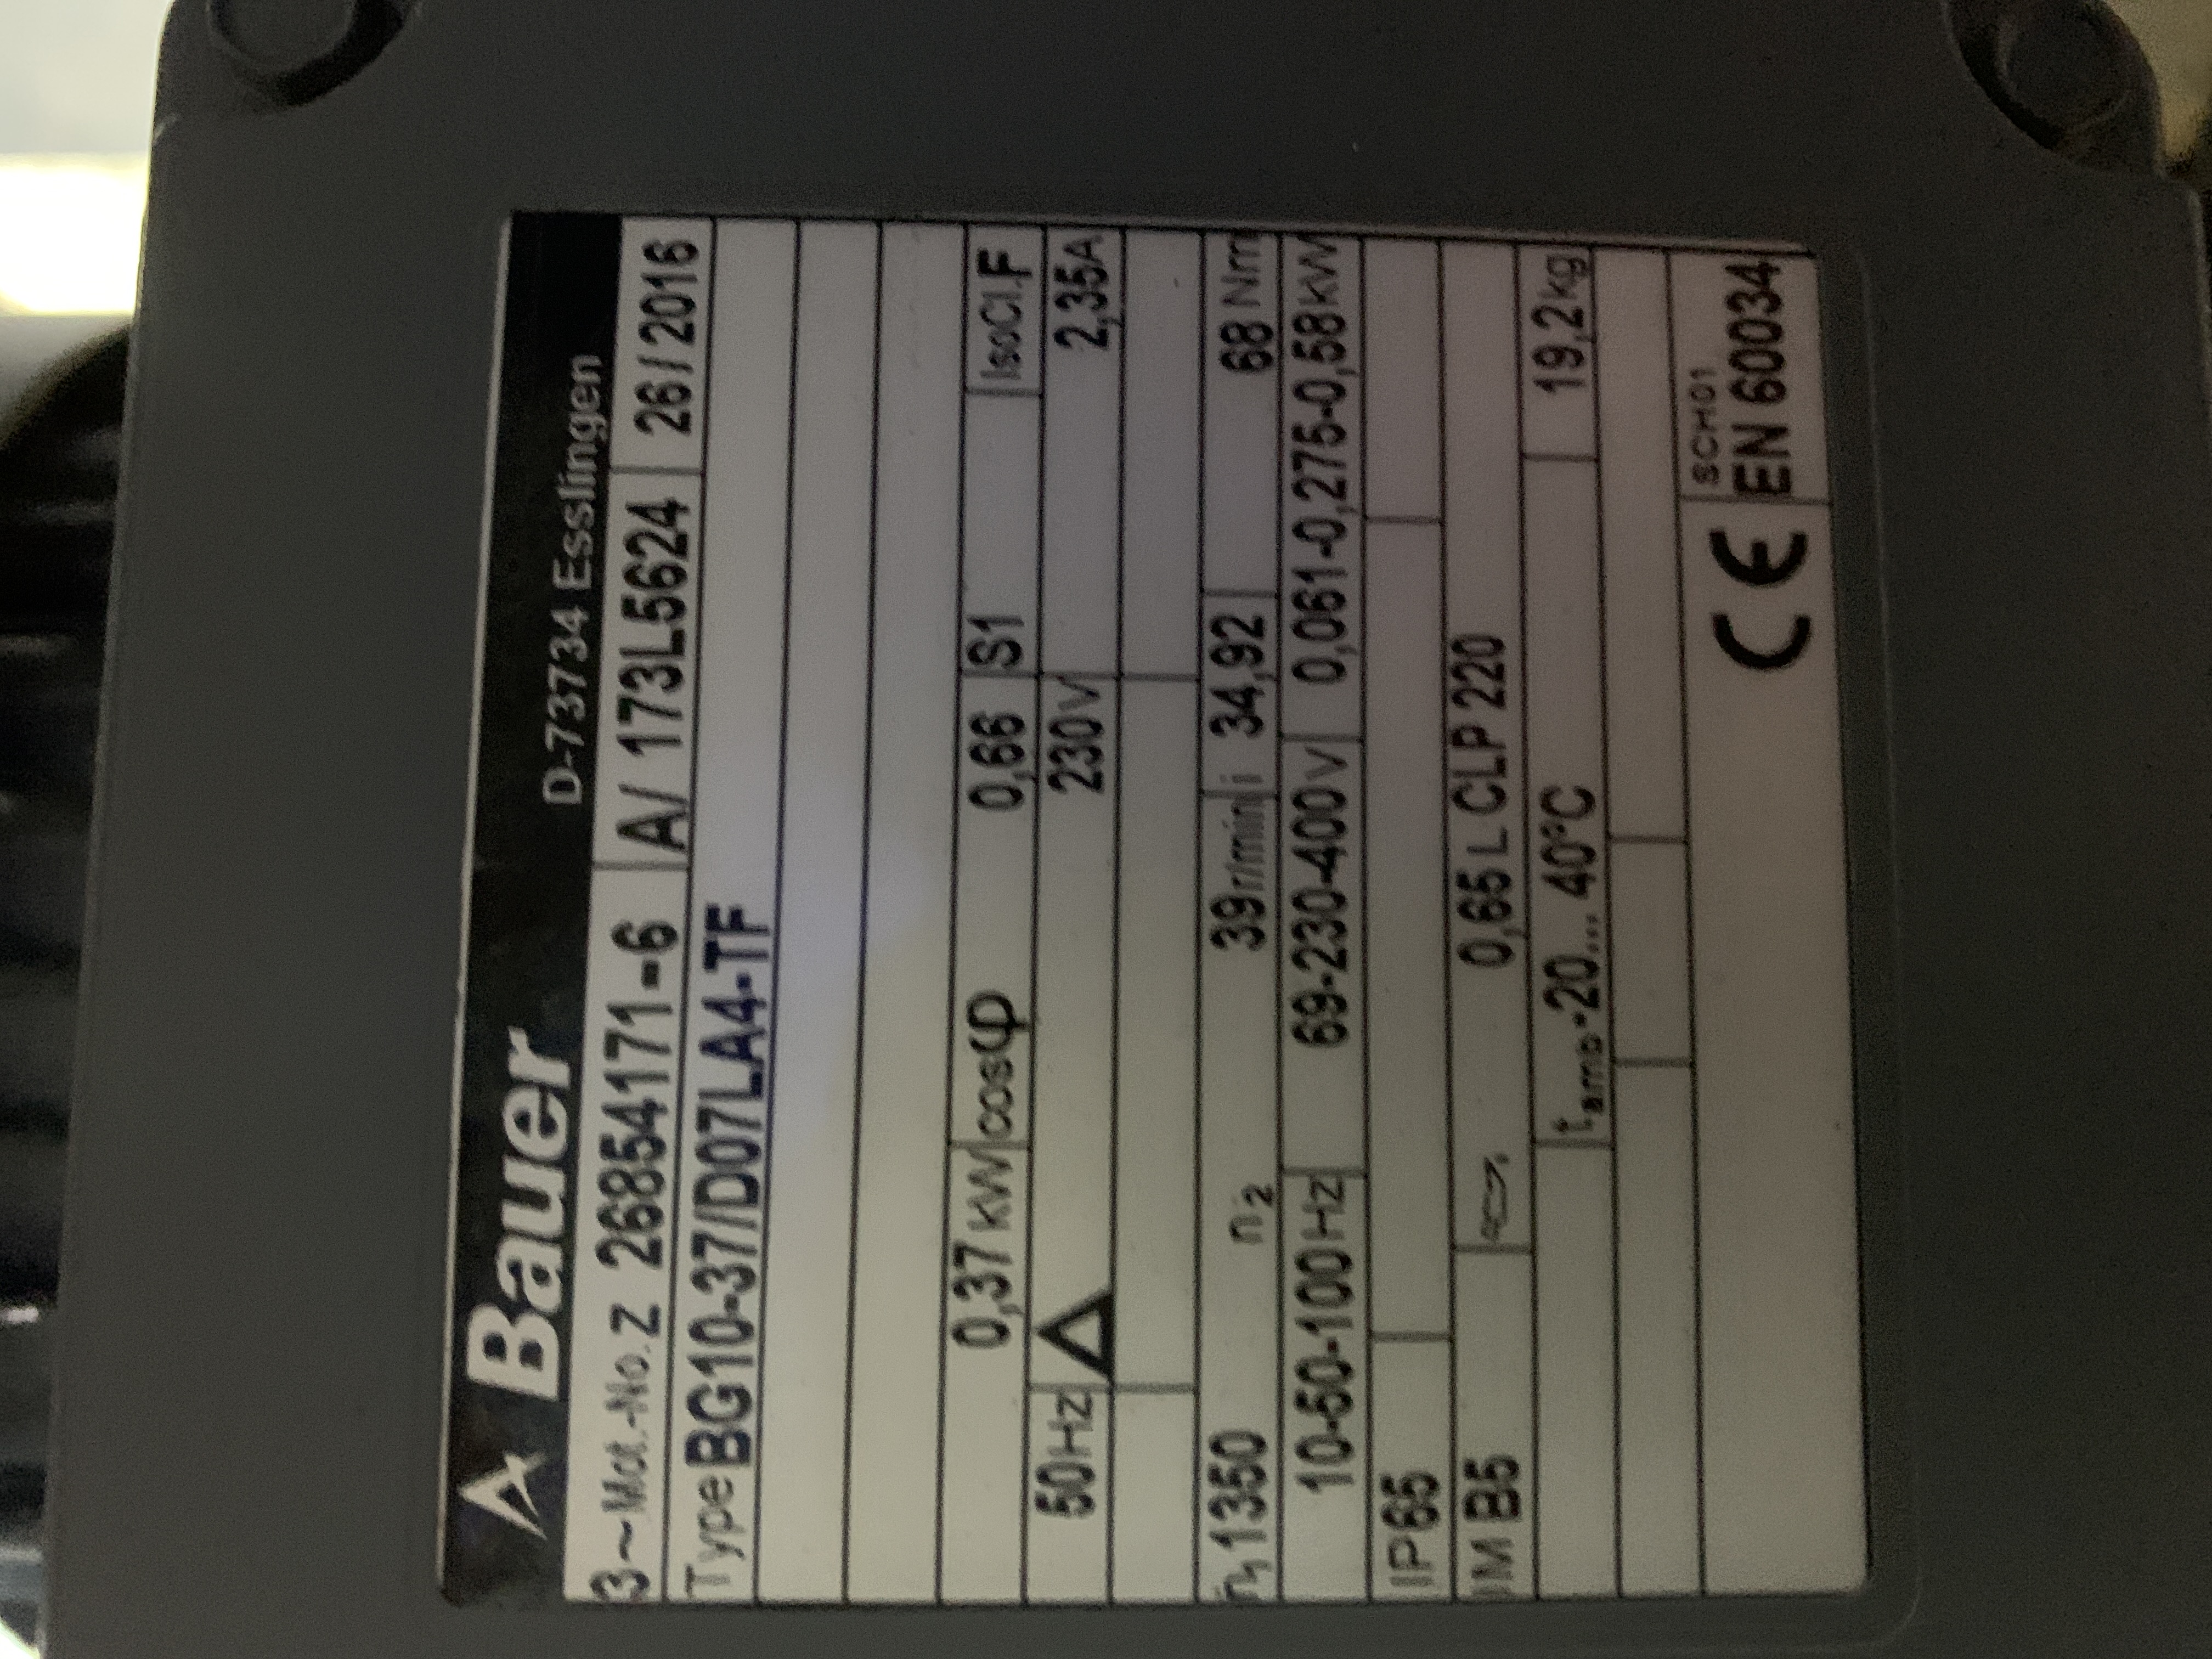 Bauer
D-73734 Esslingen
3~Mot.-No. Z 26854171-6 A/ 173L5624 26/2016
Type BG10-37/D07LA4-TF
0,37 kW cosφ 0,66 S1 Isocl.F
50Hz Δ 230V 2,35A
n₁ 1350 n₂ 39r/min i 34,92 68 Nm
10-50-100Hz 69-230-400V 0,061-0,275-0,58kW
IP65
IM B5 0,65 L CLP 220
tamb -20... 40°C 19,2kg
SCH01
CE EN 60034